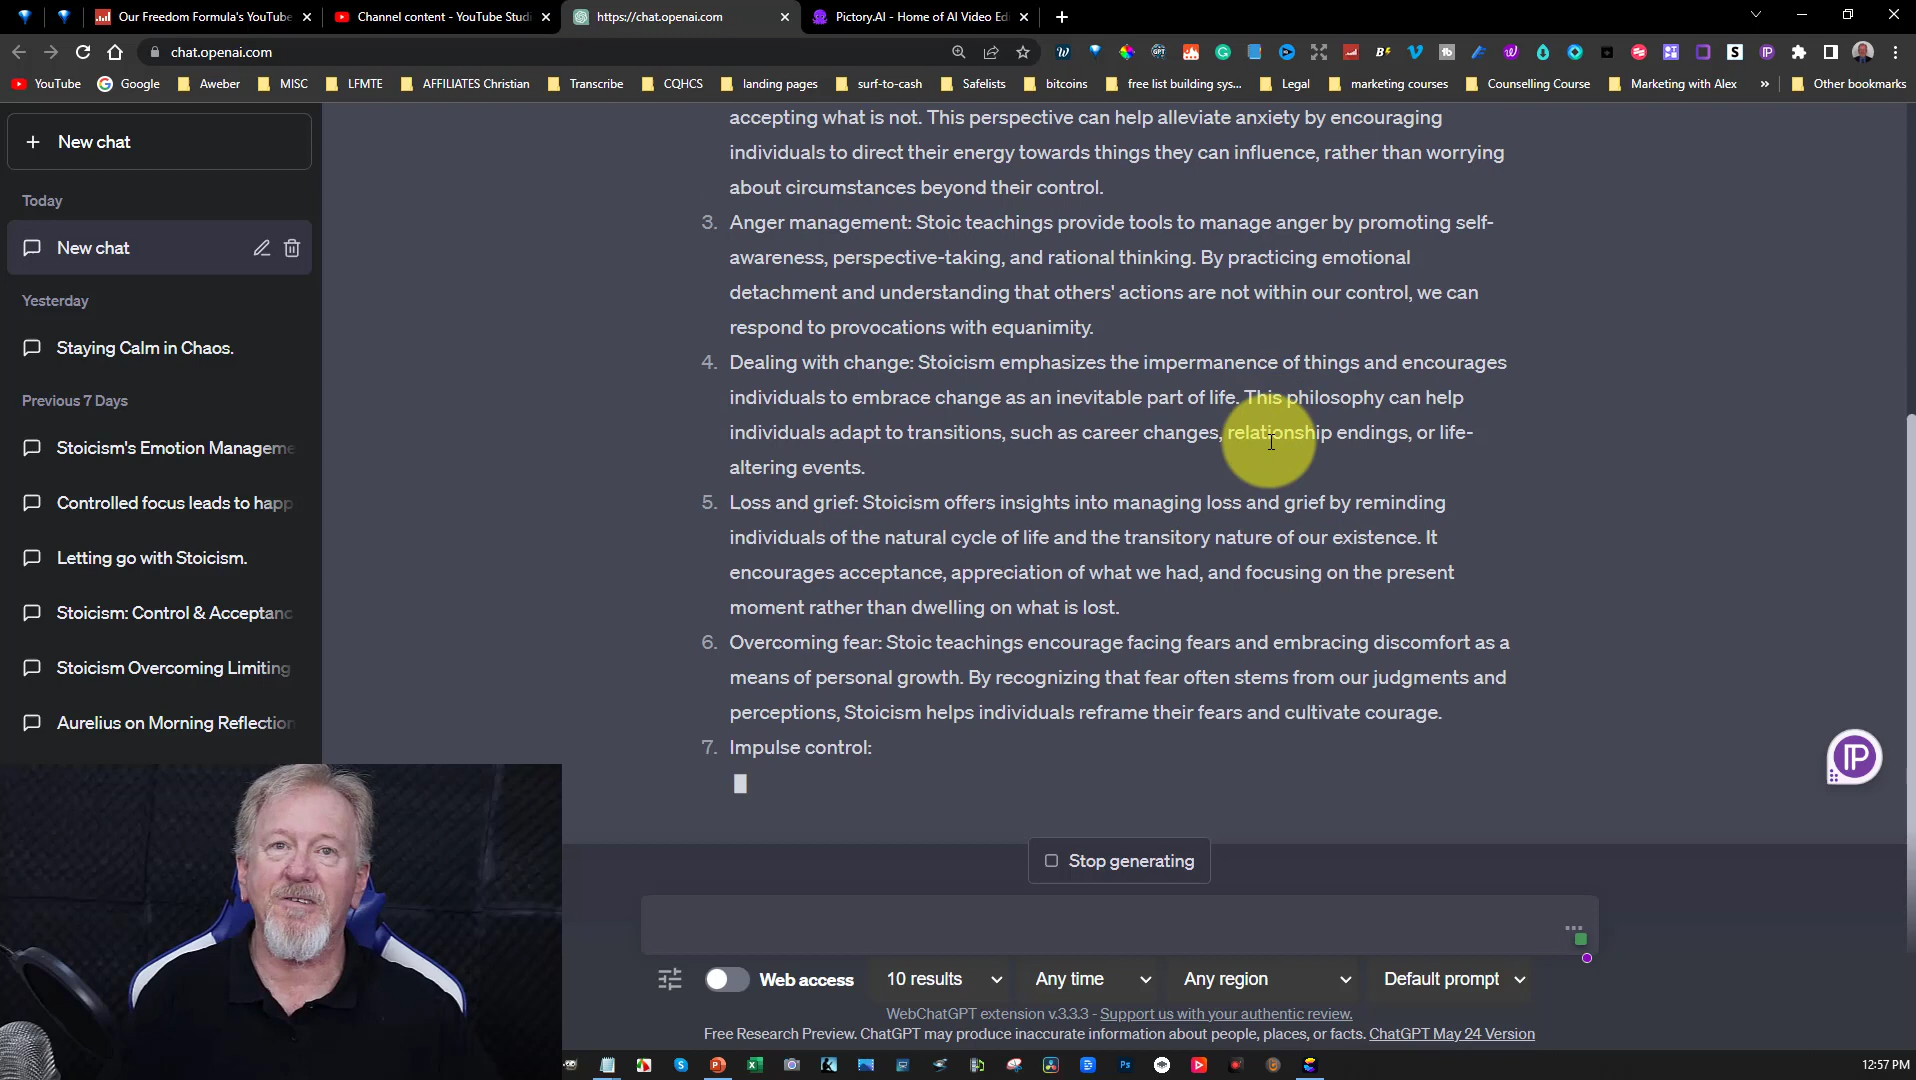 Our Freedom Formula's YouTube
Channel content - YouTube Studi
https://chat.openai.com
Pictory.AI - Home of AI Video Edi
chat.openai.com
YouTube
Google
Aweber
MISC
LFMTE
AFFILIATES Christian
Transcribe
CQHCS
landing pages
surf-to-cash
Safelists
bitcoins
free list building sys...
Legal
marketing courses
Counselling Course
Marketing with Alex
»
Other bookmarks
New chat
Today
New chat
Yesterday
Staying Calm in Chaos.
Previous 7 Days
Stoicism's Emotion Manageme
Controlled focus leads to happ
Letting go with Stoicism.
Stoicism: Control & Acceptanc
Stoicism Overcoming Limiting
Aurelius on Morning Reflection
accepting what is not. This perspective can help alleviate anxiety by encouraging
individuals to direct their energy towards things they can influence, rather than worrying
about circumstances beyond their control.
3. Anger management: Stoic teachings provide tools to manage anger by promoting self-
awareness, perspective-taking, and rational thinking. By practicing emotional
detachment and understanding that others' actions are not within our control, we can
respond to provocations with equanimity.
4. Dealing with change: Stoicism emphasizes the impermanence of things and encourages
individuals to embrace change as an inevitable part of life. This philosophy can help
individuals adapt to transitions, such as career changes, relationship endings, or life-
altering events.
5. Loss and grief: Stoicism offers insights into managing loss and grief by reminding
individuals of the natural cycle of life and the transitory nature of our existence. It
encourages acceptance, appreciation of what we had, and focusing on the present
moment rather than dwelling on what is lost.
6. Overcoming fear: Stoic teachings encourage facing fears and embracing discomfort as a
means of personal growth. By recognizing that fear often stems from our judgments and
perceptions, Stoicism helps individuals reframe their fears and cultivate courage.
7. Impulse control:
Stop generating
Web access
10 results
Any time
Any region
Default prompt
WebChatGPT extension v.3.3.3 - Support us with your authentic review.
Free Research Preview. ChatGPT may produce inaccurate information about people, places, or facts. ChatGPT May 24 Version
12:57 PM